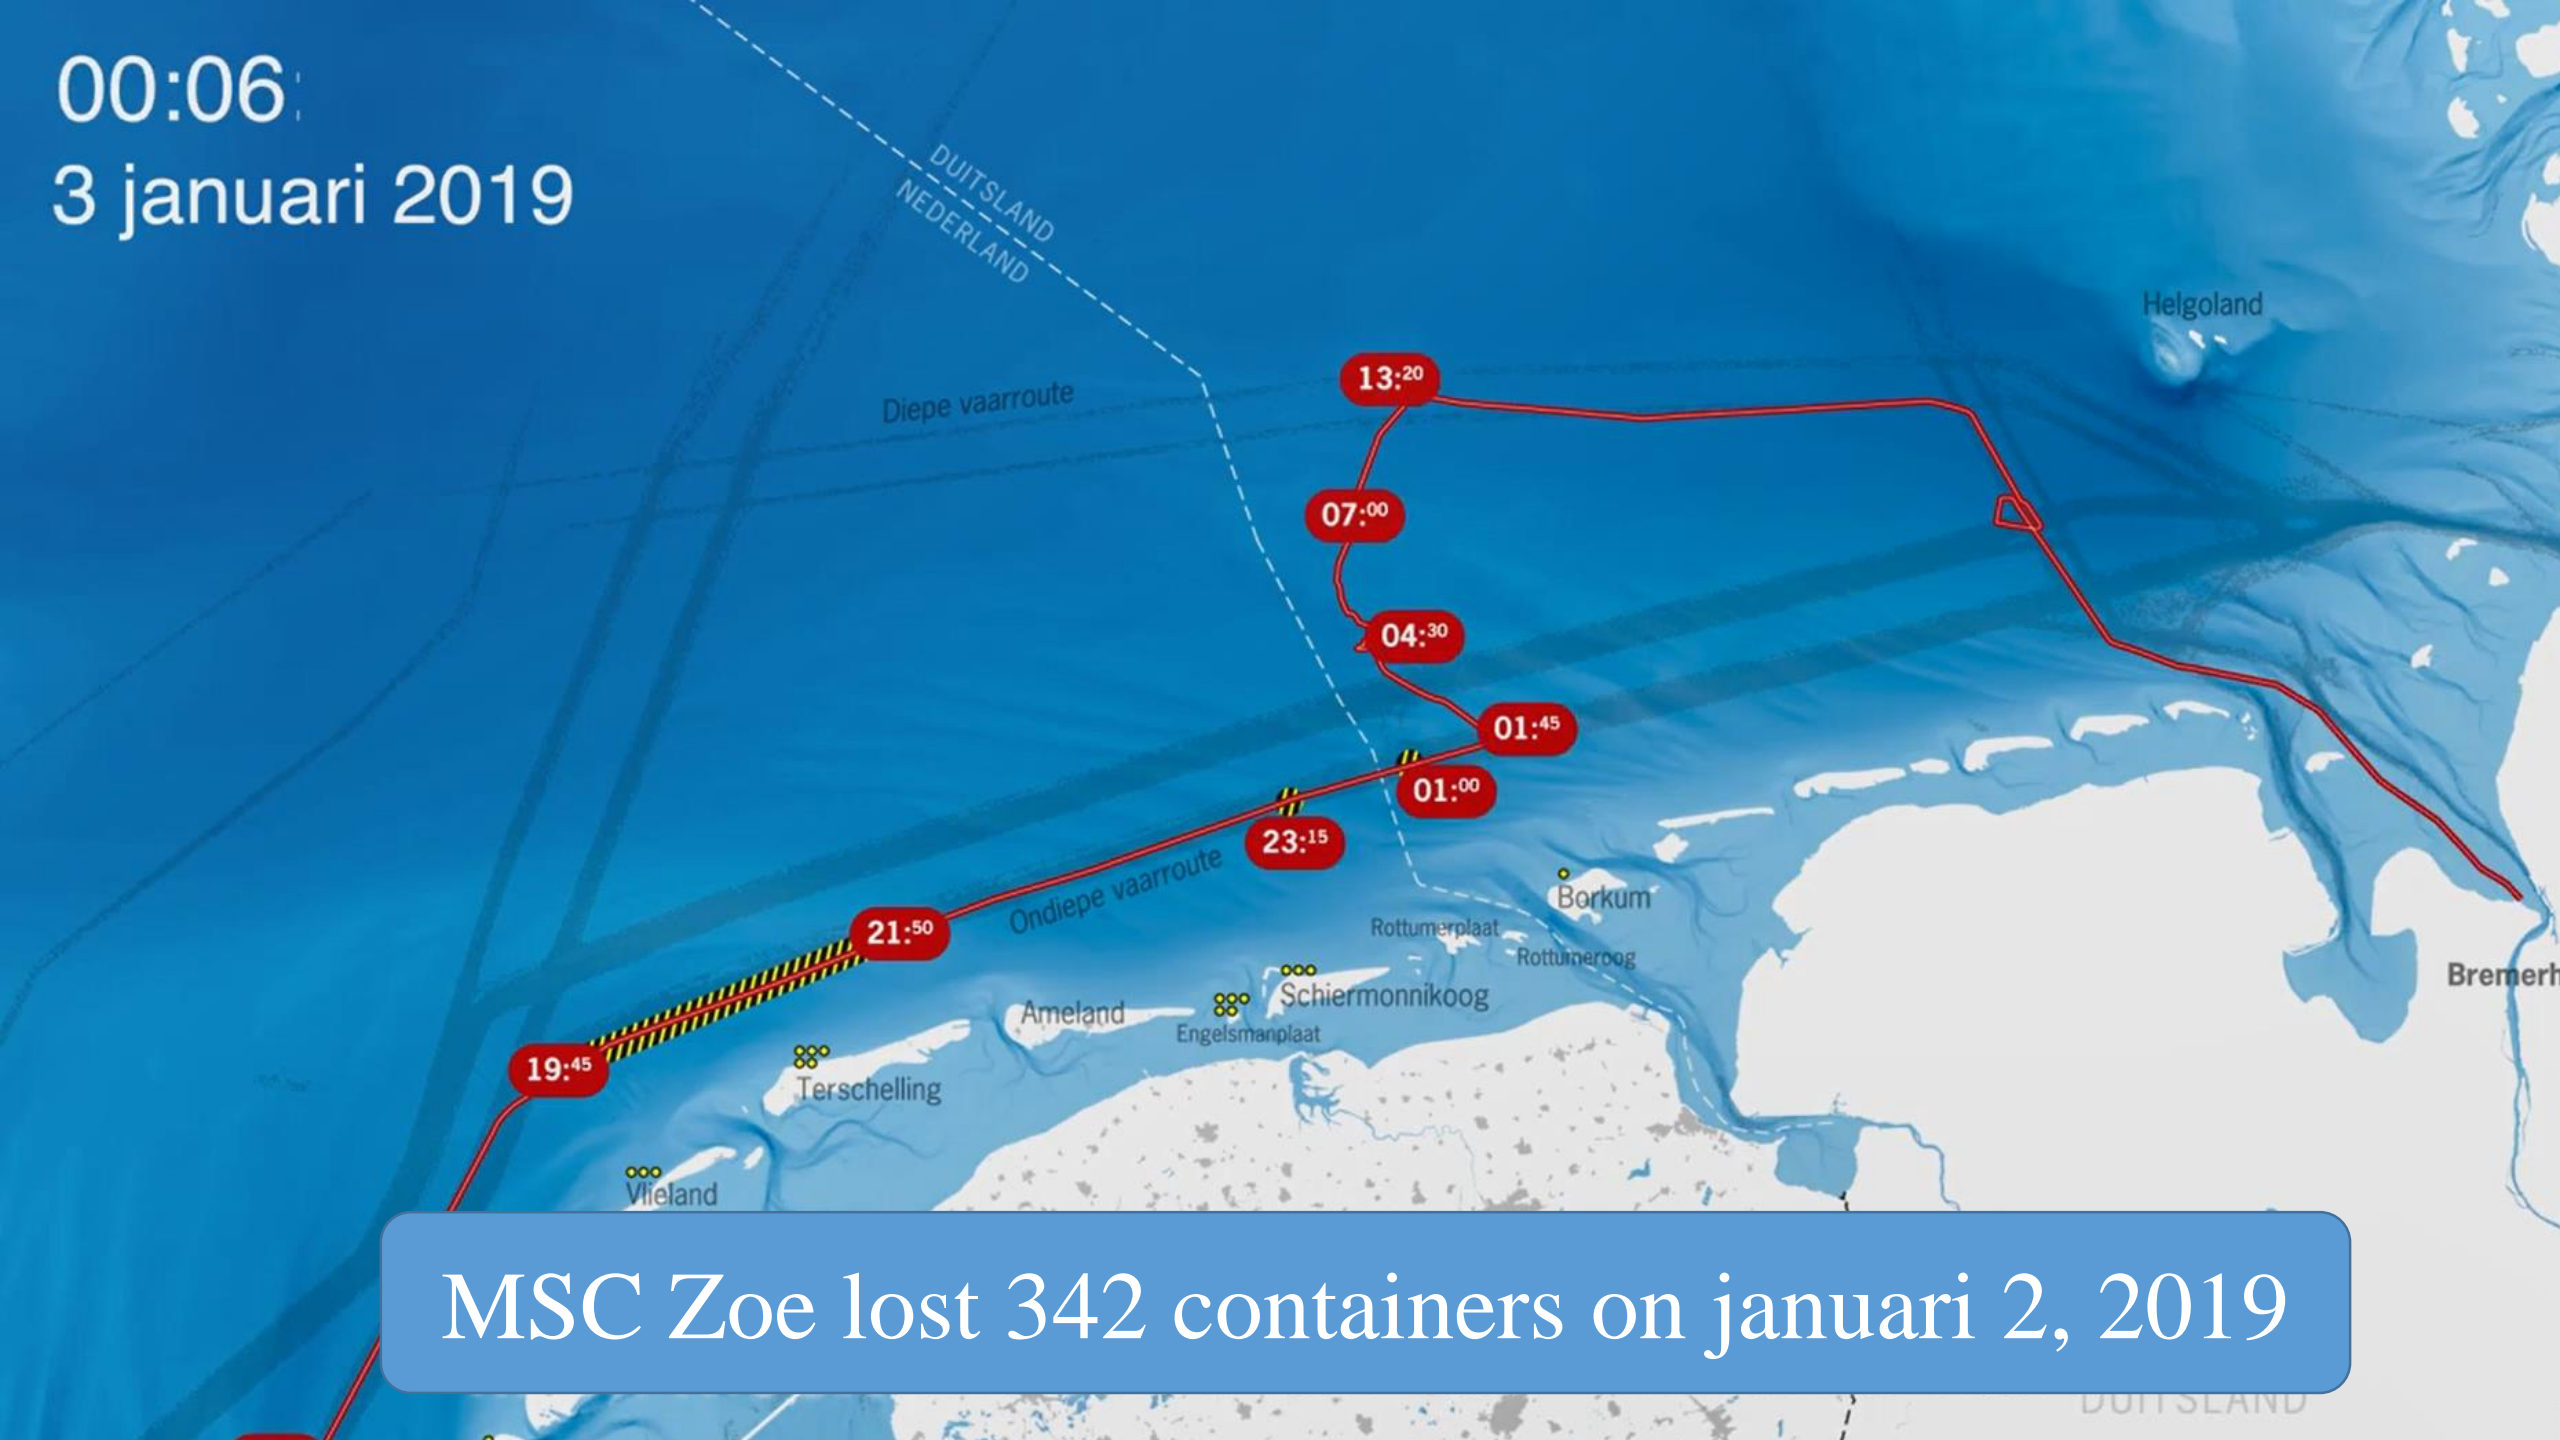 00:06:
3 januari 2019
DUITSLAND
NEDERLAND
Helgoland
13:20
Diepe vaarroute
07:00
04:30
01:45
01:00
23:15
Ondiepe vaarroute
21:50
Borkum
Rottumerplaat
Rottumeroog
Schiermonnikoog
Ameland
Engelsmanplaat
19:45
Terschelling
Vlieland
Bremerh
MSC Zoe lost 342 containers on januari 2, 2019
DUITSLAND